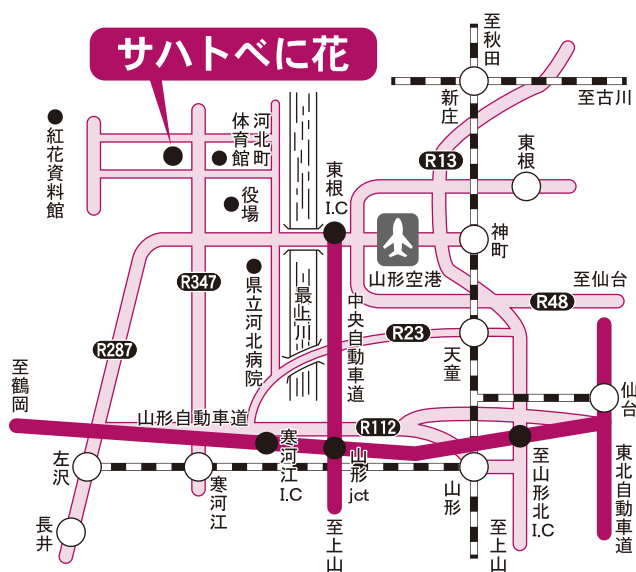 サハトべに花
至秋田
新庄
至古川
紅花資料館
河北町
体育館
役場
東根I.C
R13
東根
神町
山形空港
至仙台
R347
県立河北病院
最上川
中央自動車道
R48
R287
R23
天童
至鶴岡
山形自動車道
R112
仙台
左沢
寒河江I.C
山形jct
至山形北I.C
東北自動車道
寒河江
山形
長井
至上山
至上山